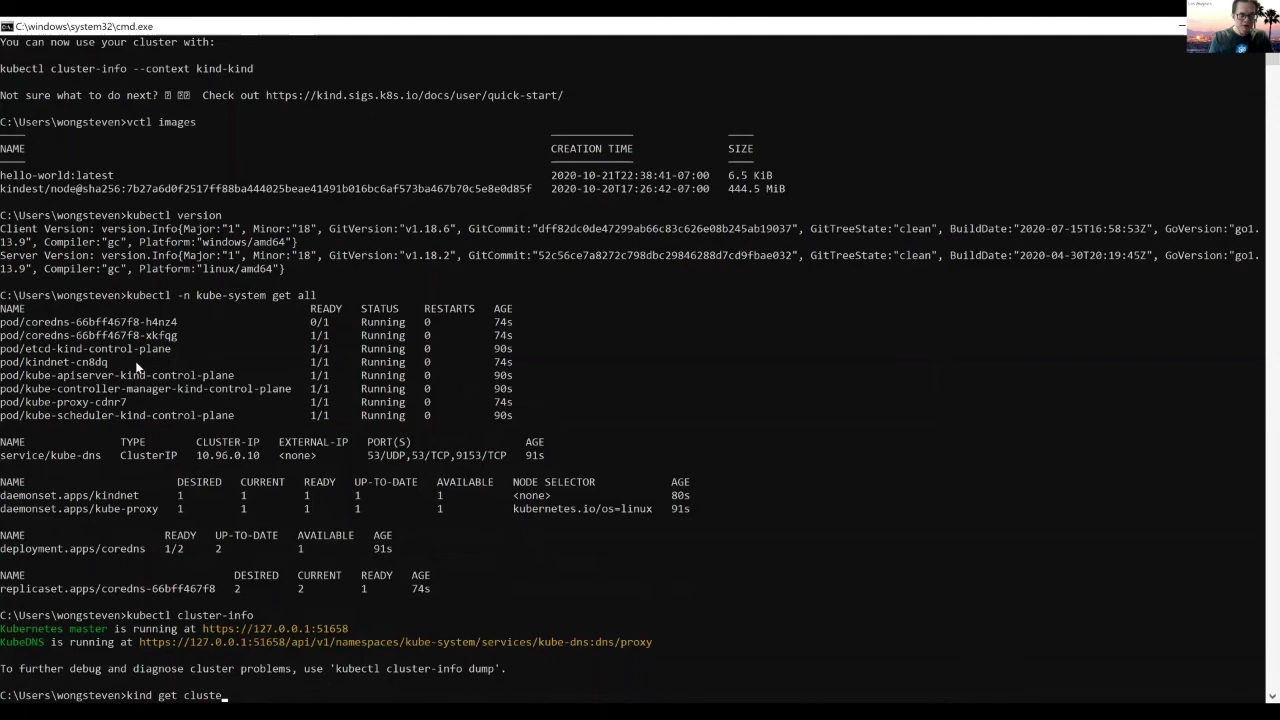 C:\windows\system32\cmd.exe
Los Angeles
You can now use your cluster with:
kubectl cluster-info --context kind-kind
Not sure what to do next? Check out https://kind.sigs.k8s.io/docs/user/quick-start/
C:\Users\wongsteven>vctl images
NAME CREATION TIME SIZE
hello-world:latest 2020-10-21T22:38:41-07:00 6.5 KiB
kindest/node@sha256:7b27a6d0f2517ff88ba444025beae41491b016bc6af573ba467b70c5e8e0d85f 2020-10-20T17:26:42-07:00 444.5 MiB
C:\Users\wongsteven>kubectl version
Client Version: version.Info{Major:"1", Minor:"18", GitVersion:"v1.18.6", GitCommit:"dff82dc0de47299ab66c83c626e08b245ab19037", GitTreeState:"clean", BuildDate:"2020-07-15T16:58:53Z", GoVersion:"go1.
13.9", Compiler:"gc", Platform:"windows/amd64"}
Server Version: version.Info{Major:"1", Minor:"18", GitVersion:"v1.18.2", GitCommit:"52c56ce7a8272c798dbc29846288d7cd9fbae032", GitTreeState:"clean", BuildDate:"2020-04-30T20:19:45Z", GoVersion:"go1.
13.9", Compiler:"gc", Platform:"linux/amd64"}
C:\Users\wongsteven>kubectl -n kube-system get all
NAME READY STATUS RESTARTS AGE
pod/coredns-66bff467f8-h4nz4 0/1 Running 0 74s
pod/coredns-66bff467f8-xkfqg 1/1 Running 0 74s
pod/etcd-kind-control-plane 1/1 Running 0 90s
pod/kindnet-cn8dq 1/1 Running 0 74s
pod/kube-apiserver-kind-control-plane 1/1 Running 0 90s
pod/kube-controller-manager-kind-control-plane 1/1 Running 0 90s
pod/kube-proxy-cdnr7 1/1 Running 0 74s
pod/kube-scheduler-kind-control-plane 1/1 Running 0 90s
NAME TYPE CLUSTER-IP EXTERNAL-IP PORT(S) AGE
service/kube-dns ClusterIP 10.96.0.10 <none> 53/UDP,53/TCP,9153/TCP 91s
NAME DESIRED CURRENT READY UP-TO-DATE AVAILABLE NODE SELECTOR AGE
daemonset.apps/kindnet 1 1 1 1 1 <none> 80s
daemonset.apps/kube-proxy 1 1 1 1 1 kubernetes.io/os=linux 91s
NAME READY UP-TO-DATE AVAILABLE AGE
deployment.apps/coredns 1/2 2 1 91s
NAME DESIRED CURRENT READY AGE
replicaset.apps/coredns-66bff467f8 2 2 1 74s
C:\Users\wongsteven>kubectl cluster-info
Kubernetes master is running at https://127.0.0.1:51658
KubeDNS is running at https://127.0.0.1:51658/api/v1/namespaces/kube-system/services/kube-dns:dns/proxy
To further debug and diagnose cluster problems, use 'kubectl cluster-info dump'.
C:\Users\wongsteven>kind get cluste_